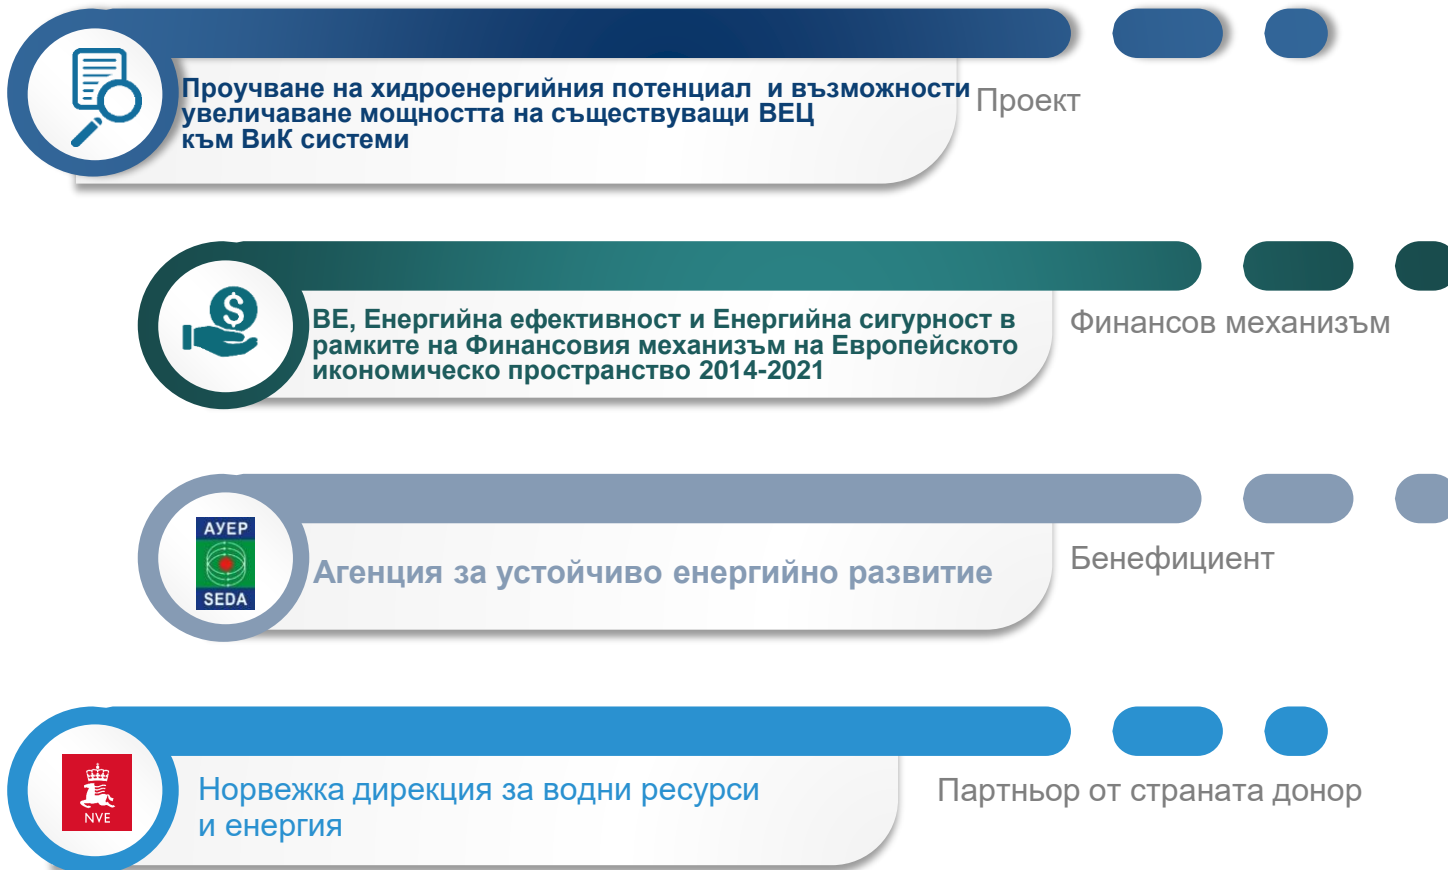 Проучване на хидроенергийния потенциал и възможности
увеличаване мощността на съществуващи ВЕЦ
към ВиК системи
Проект
$
ВЕ, Енергийна ефективност и Енергийна сигурност в
рамките на Финансовия механизъм на Европейското
икономическо пространство 2014-2021
Финансов механизъм
АУЕР
SEDA
Агенция за устойчиво енергийно развитие
Бенефициент
NVE
Норвежка дирекция за водни ресурси
и енергия
Партньор от страната донор